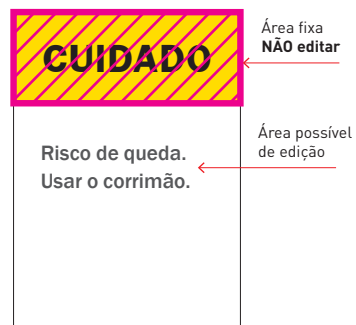 CUIDADO
Área fixa
NÃO editar
Área possível
de edição
Risco de queda.
Usar o corrimão.